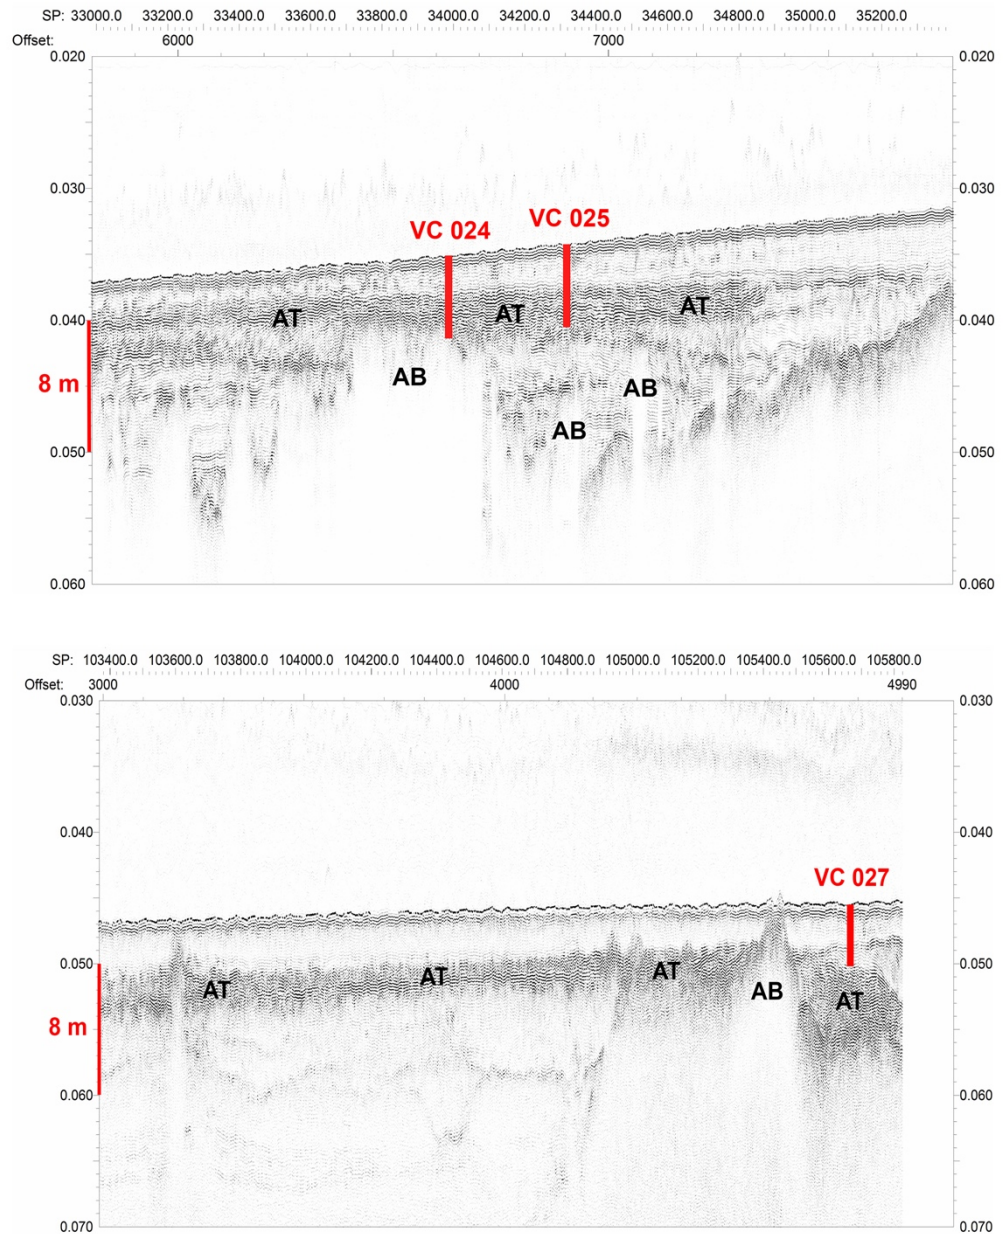 SP: 33000.0 33200.0 33400.0 33600.0 33800.0 34000.0 34200.0 34400.0 34600.0 34800.0 35000.0 35200.0
Offset: 6000 7000
0.020 0.020
0.030 0.030
VC 024 VC 025
AT AT AT
0.040 0.040
8 m AB AB
AB
0.050 0.050
0.060 0.060
SP: 103400.0 103600.0 103800.0 104000.0 104200.0 104400.0 104600.0 104800.0 105000.0 105200.0 105400.0 105600.0 105800.0
Offset: 3000 4000 4990
0.030 0.030
0.040 0.040
VC 027
0.050 0.050
AT AT AT AB AT
8 m
0.060 0.060
0.070 0.070